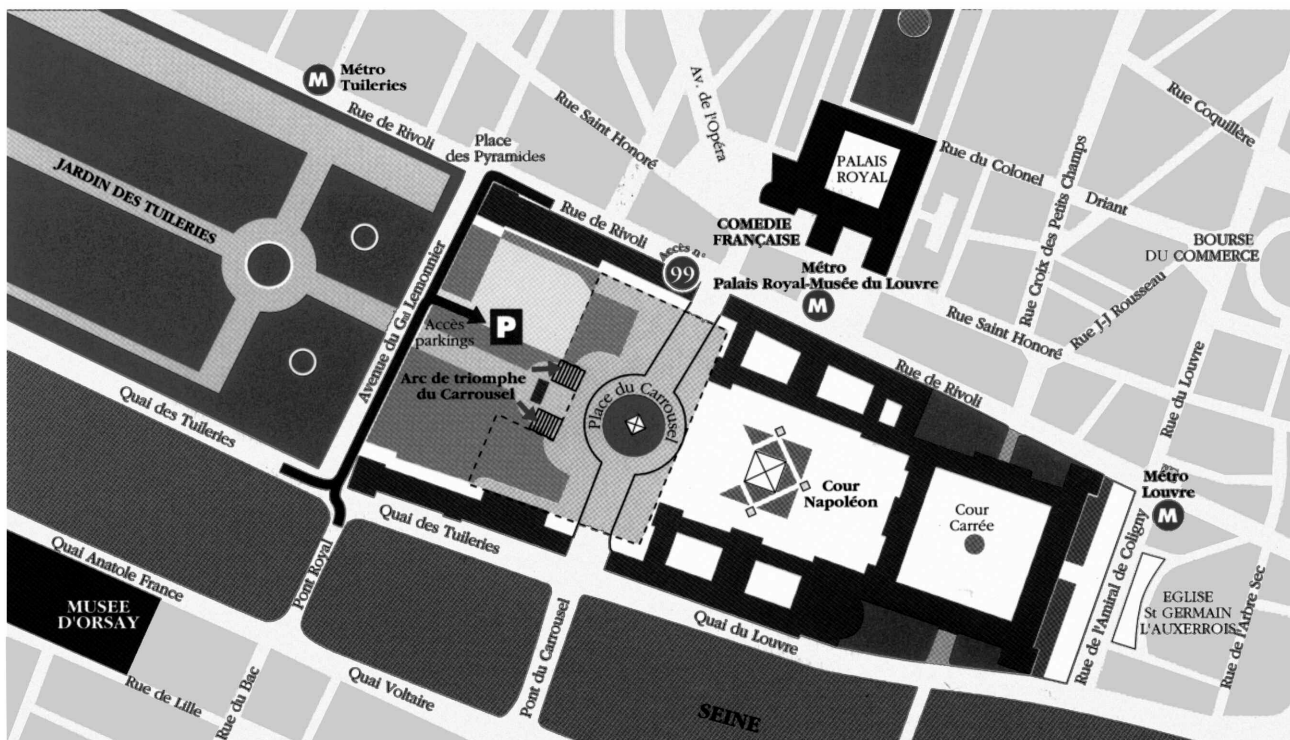 M
Métro
Tuileries
Rue de Rivoli
Place
des Pyramides
Rue Saint Honoré
Av. de l'Opéra
PALAIS
ROYAL
Rue du Colonel
Driant
Rue Coquillère
Rue Croix des Petits Champs
BOURSE
DU COMMERCE
JARDIN DES TUILERIES
Avenue du Gal Lemonnier
Rue de Rivoli
Accès n°
99
COMEDIE
FRANÇAISE
Métro
Palais Royal-Musée du Louvre
M
Rue Saint Honoré
Rue J-J Rousseau
Accès
parkings
P
Arc de triomphe
du Carrousel
Place du Carrousel
Rue de Rivoli
Rue du Louvre
Quai des Tuileries
Cour
Napoléon
Cour
Carrée
Métro
Louvre
M
Quai des Tuileries
Quai Anatole France
Pont Royal
MUSEE
D'ORSAY
Rue de Lille
Rue du Bac
Quai Voltaire
Pont du Carrousel
Quai du Louvre
SEINE
Rue de l'Amiral de Coligny
EGLISE
St GERMAIN
L'AUXERROIS
Rue de l'Arbre Sec